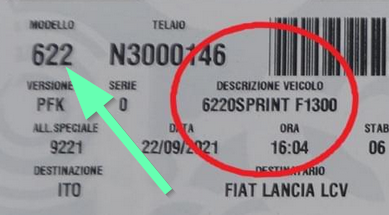 MODELLO TELAIO
622 N3000146
VERSIONE SERIE DESCRIZIONE VEICOLO
PFK 0 6220SPRINT F1300
ALL.SPECIALE DATA ORA STAB
9221 22/09/2021 16:04 06
DESTINAZIONE DESTINATARIO
ITO FIAT LANCIA LCV